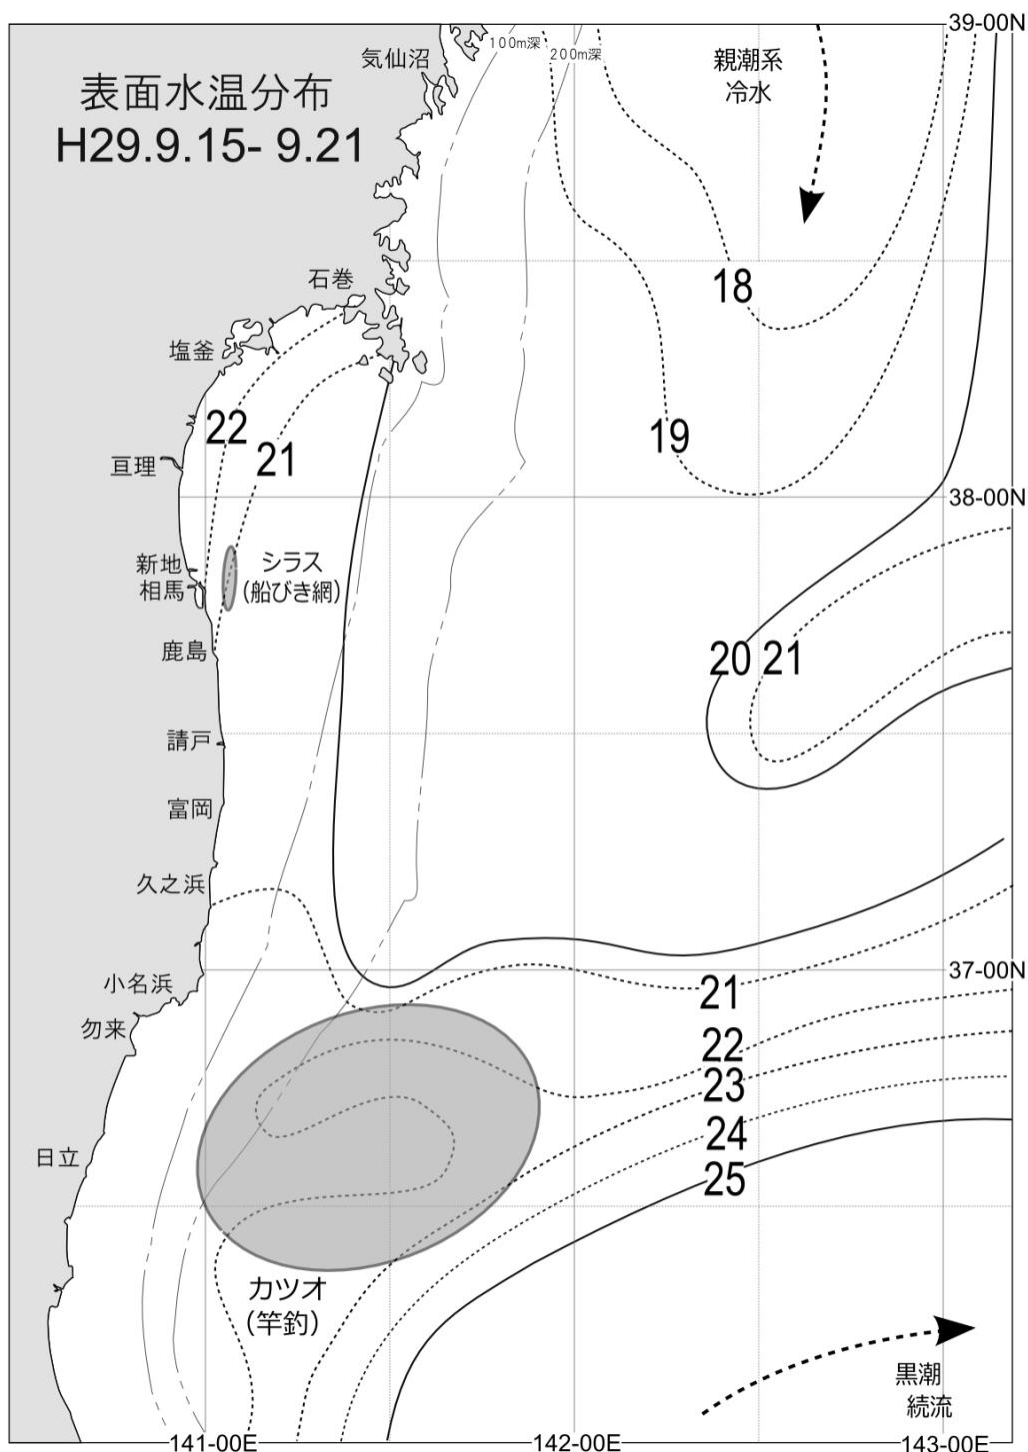 39-00N
100m深
200m深
気仙沼
親潮系
冷水
表面水温分布
H29.9.15- 9.21
石巻
18
塩釜
22
21
19
亘理
38-00N
新地
相馬
シラス
(船びき網)
鹿島
20 21
請戸
富岡
久之浜
37-00N
小名浜
21
勿来
22
23
24
日立
25
カツオ
(竿釣)
黒潮
続流
141-00E
142-00E
143-00E